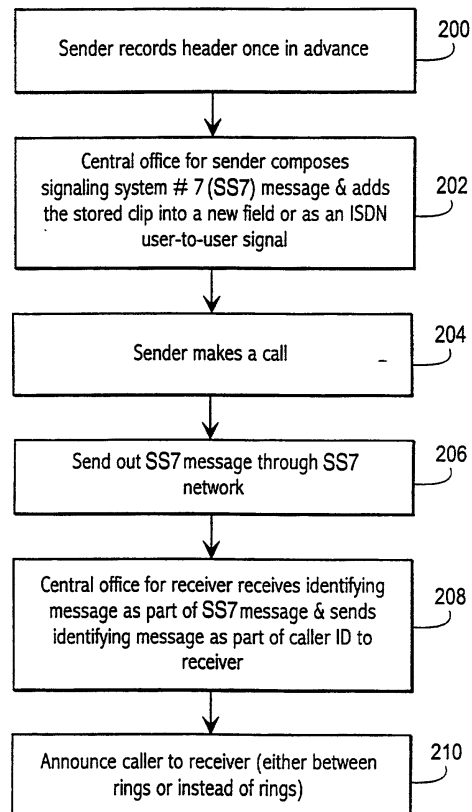 Sender records header once in advance
200
Central office for sender composes
signaling system # 7 (SS7) message & adds
the stored clip into a new field or as an ISDN
user-to-user signal
202
Sender makes a call
204
Send out SS7 message through SS7
network
206
Central office for receiver receives identifying
message as part of SS7 message & sends
identifying message as part of caller ID to
receiver
208
Announce caller to receiver (either between
rings or instead of rings)
210